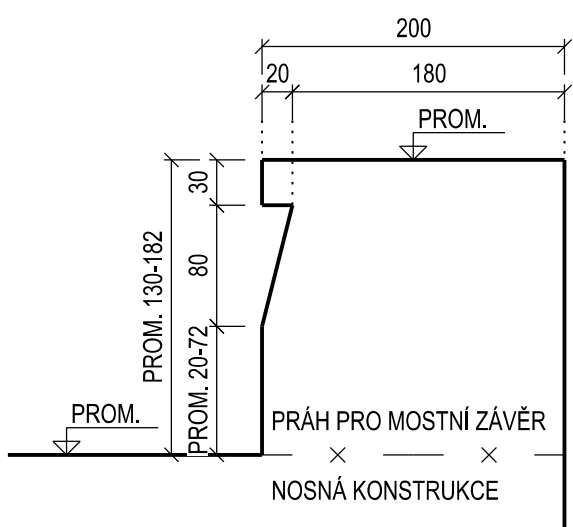 200
20 180
PROM.
30
80
PROM. 130-182
PROM. 20-72
PROM.
PRÁH PRO MOSTNÍ ZÁVĚR
NOSNÁ KONSTRUKCE